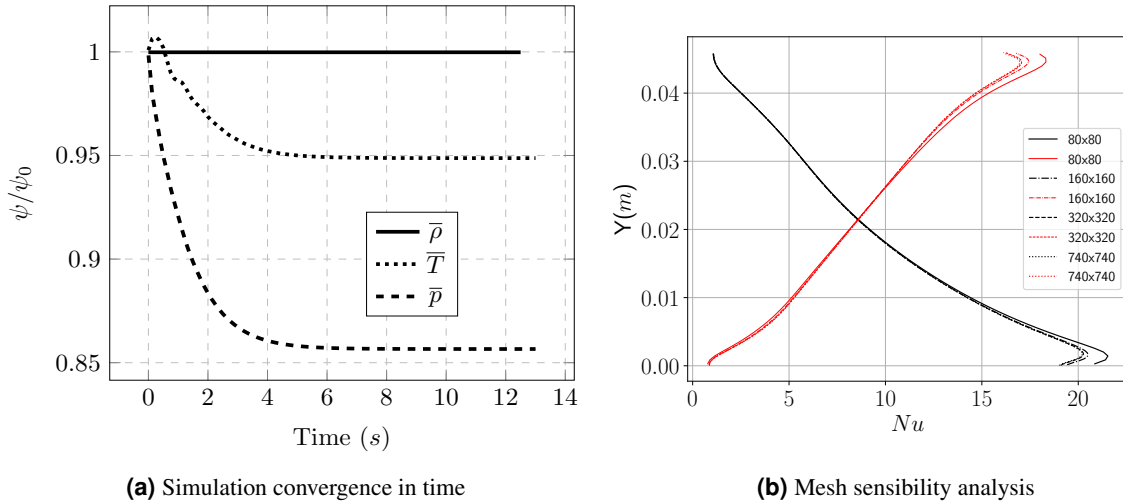 1
0.95
0.9
0.85
ψ/ψ0
0 2 4 6 8 10 12 14
Time (s)
ρ̅
T̅
p̅
(a) Simulation convergence in time
0.04
0.03
0.02
0.01
0.00
Y(m)
0 5 10 15 20
Nu
80x80
80x80
160x160
160x160
320x320
320x320
740x740
740x740
(b) Mesh sensibility analysis